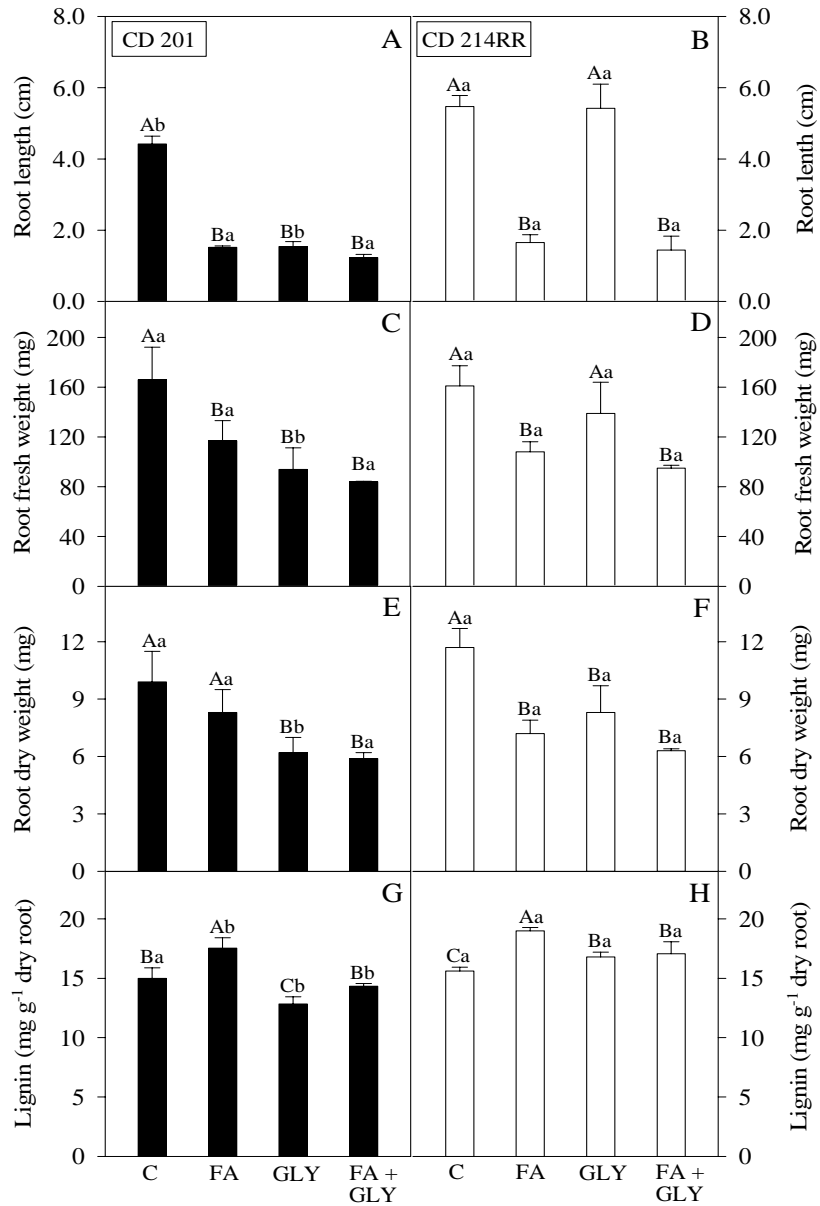 8.0
CD 201
A
CD 214RR
B
8.0
6.0
6.0
4.0
4.0
2.0
2.0
0.0
0.0
Root length (cm)
Root lenth (cm)
Ab
Ba
Bb
Ba
Aa
Ba
Aa
Ba
C
D
200
200
160
160
120
120
80
80
40
40
0
0
Root fresh weight (mg)
Root fresh weight (mg)
Aa
Ba
Bb
Ba
Aa
Ba
Aa
Ba
E
F
12
12
9
9
6
6
3
3
0
0
Root dry weight (mg)
Root dry weight (mg)
Aa
Aa
Bb
Ba
Aa
Ba
Ba
Ba
G
H
20
20
15
15
10
10
5
5
0
0
Lignin (mg g⁻¹ dry root)
Lignin (mg g⁻¹ dry root)
Ba
Ab
Cb
Bb
Ca
Aa
Ba
Ba
C
FA
GLY
FA +
GLY
C
FA
GLY
FA +
GLY